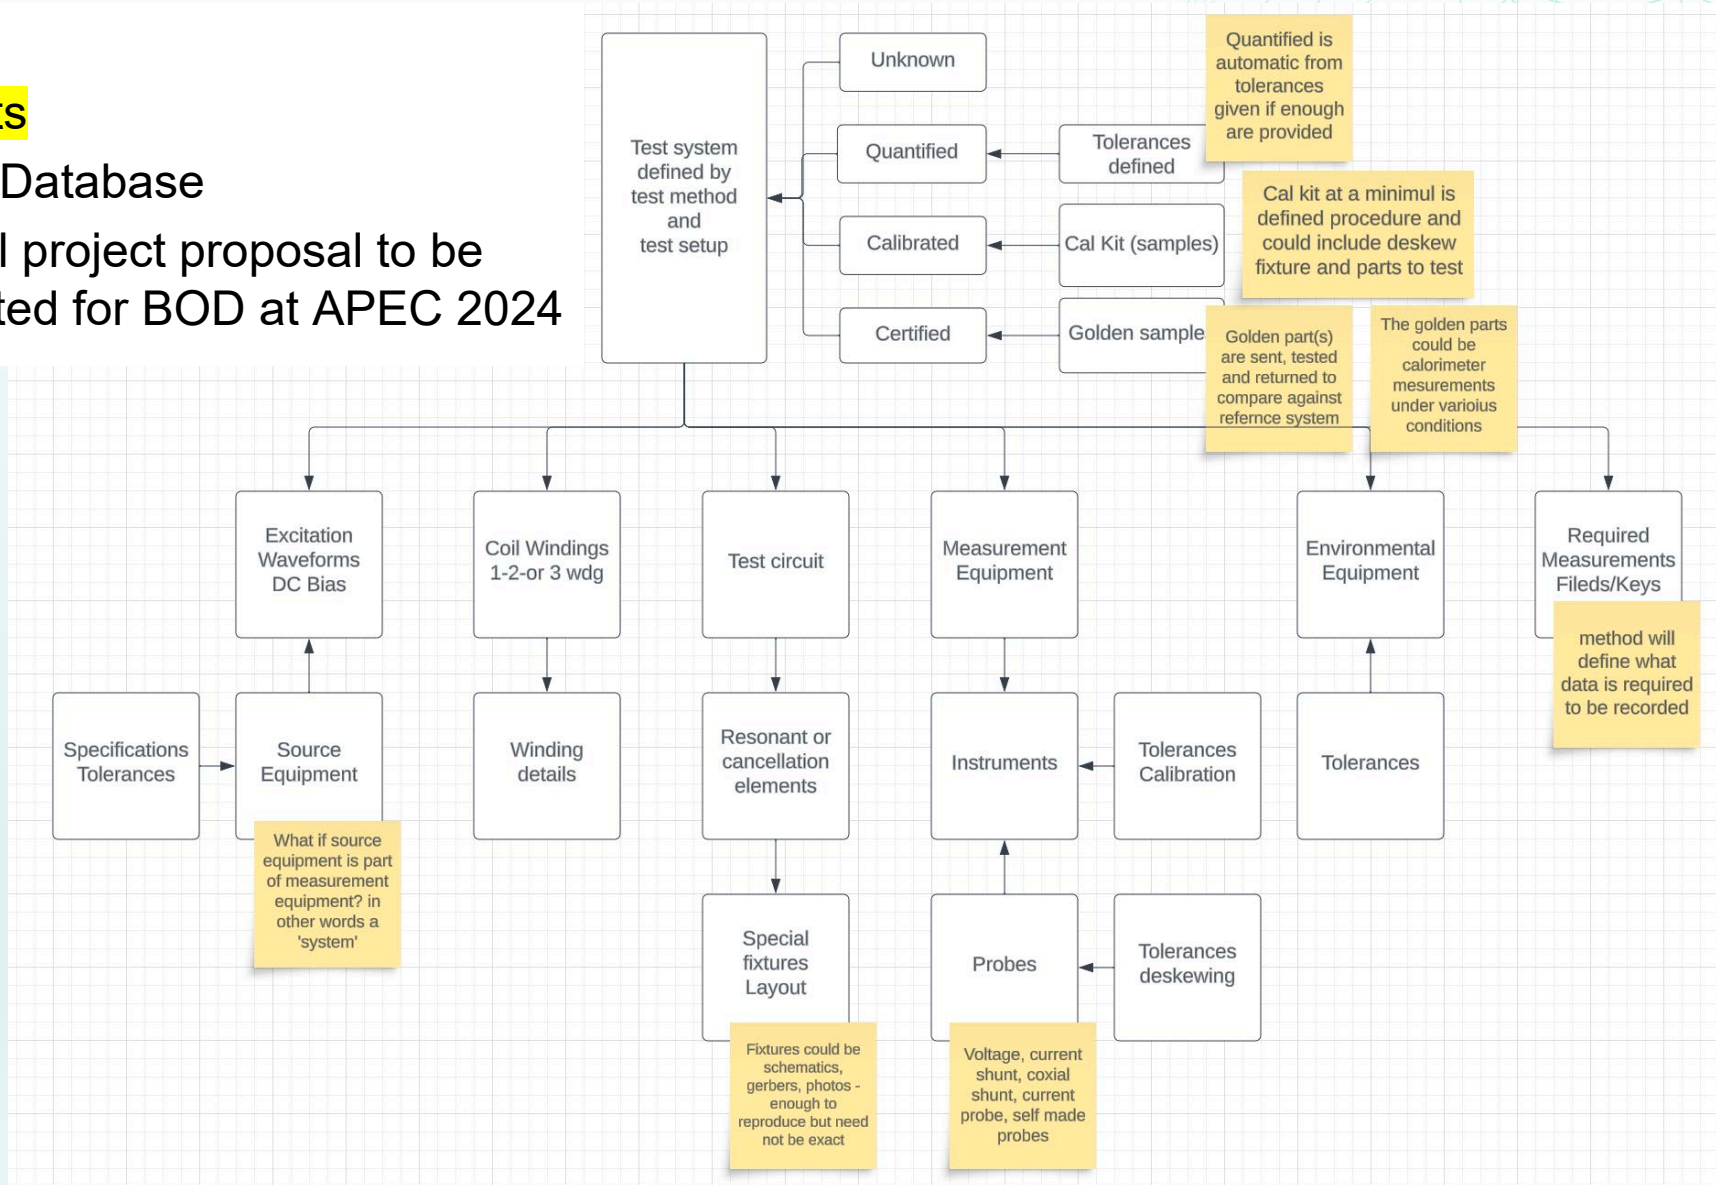 ts
Database
l project proposal to be
ted for BOD at APEC 2024
Test system
defined by
test method
and
test setup
Unknown
Quantified
Calibrated
Certified
Tolerances
defined
Cal Kit (samples)
Golden sample
Quantified is
automatic from
tolerances
given if enough
are provided
Cal kit at a minimul is
defined procedure and
could include deskew
fixture and parts to test
Golden part(s)
are sent, tested
and returned to
compare against
refernce system
The golden parts
could be
calorimeter
mesurements
under varioius
conditions
Excitation
Waveforms
DC Bias
Coil Windings
1-2-or 3 wdg
Test circuit
Measurement
Equipment
Environmental
Equipment
Required
Measurements
Fileds/Keys
method will
define what
data is required
to be recorded
Specifications
Tolerances
Source
Equipment
What if source
equipment is part
of measurement
equipment? in
other words a
'system'
Winding
details
Resonant or
cancellation
elements
Instruments
Tolerances
Calibration
Tolerances
Special
fixtures
Layout
Fixtures could be
schematics,
gerbers, photos -
enough to
reproduce but need
not be exact
Probes
Voltage, current
shunt, coxial
shunt, current
probe, self made
probes
Tolerances
deskewing